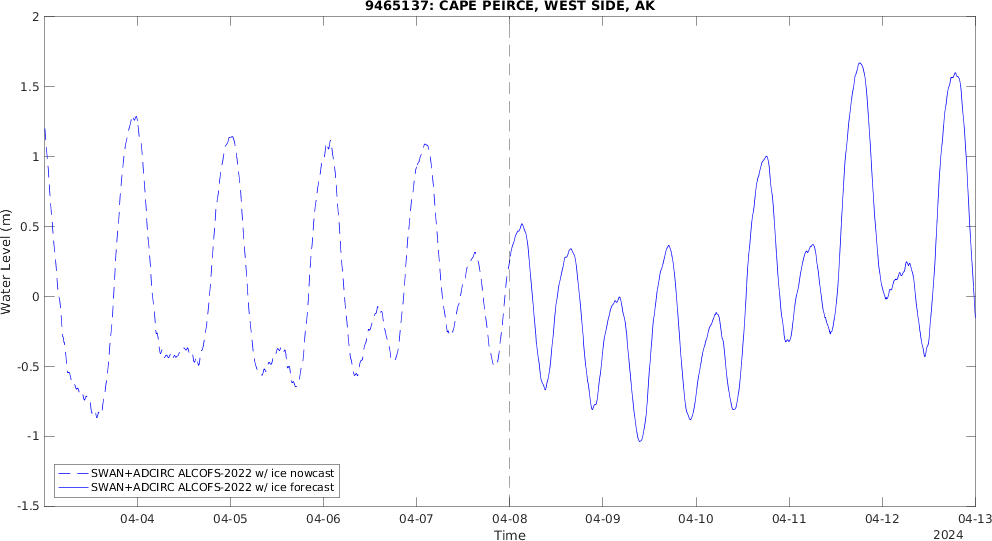 9465137: CAPE PEIRCE, WEST SIDE, AK
2
1.5
1
0.5
0
-0.5
-1
-1.5
Water Level (m)
SWAN+ADCIRC ALCOFS-2022 w/ ice nowcast
SWAN+ADCIRC ALCOFS-2022 w/ ice forecast
04-04 04-05 04-06 04-07 04-08 04-09 04-10 04-11 04-12 04-13
Time
2024